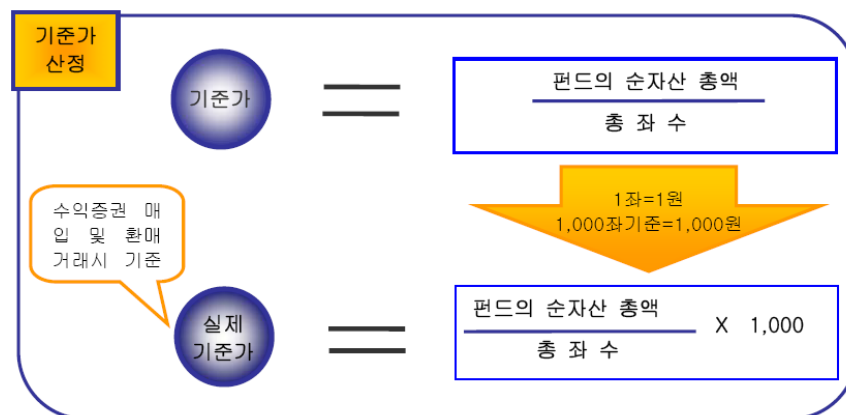 기준가
산정
기준가
펀드의 순자산 총액
총 좌 수
1좌=1원
1,000좌기준=1,000원
수익증권 매
입 및 환매
거래시 기준
실제
기준가
펀드의 순자산 총액
총 좌 수
X 1,000